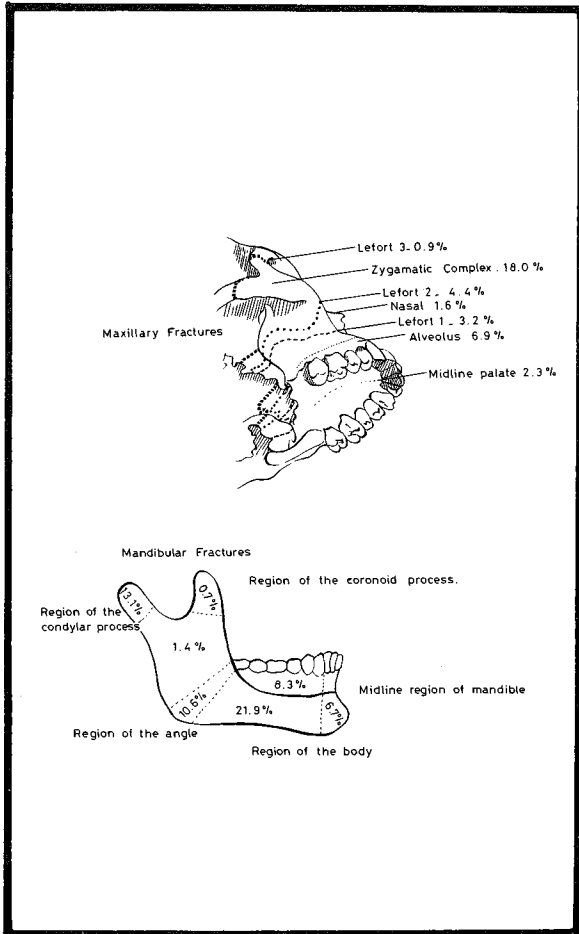 Lefort 3-0.9%
Zygamatic Complex . 18.0%
Lefort 2 - 4.4%
Nasal 1.6%
Lefort 1 - 3.2%
Maxillary Fractures
Alveolus 6.9%
Midline palate 2.3%
Mandibular Fractures
13.1%
0.7%
Region of the coronoid process.
Region of the
condylar process
1.4%
8.3%
Midline region of mandible
10.6%
21.9%
6.7%
Region of the angle
Region of the body